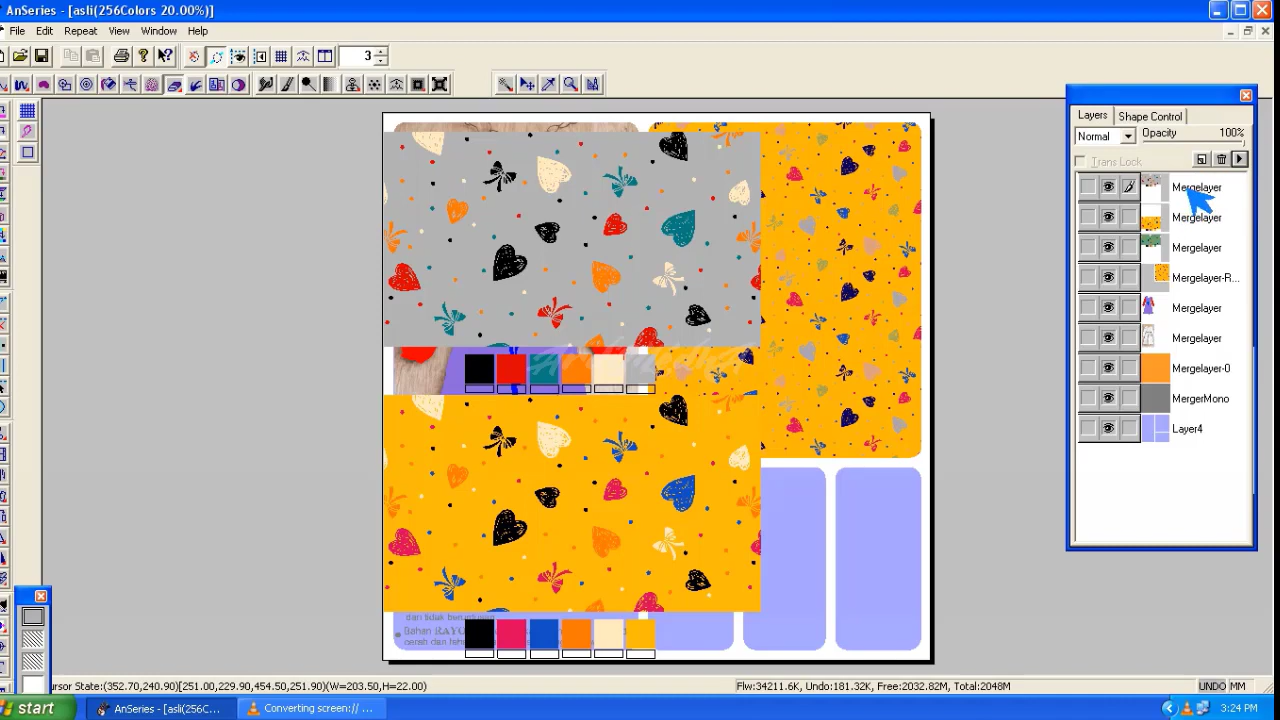 AnSeries - [asli(256Colors 20.00%)]
File Edit Repeat View Window Help
3
Layers Shape Control
Normal Opacity 100%
Trans Lock
Mergelayer
Mergelayer
Mergelayer
Mergelayer-R...
Mergelayer
Mergelayer
Mergelayer-0
MergerMono
Layer4
dan tidak
Bahan RAYO
ursor State:(352.70,240.90)[251.00,229.90,454.50,251.90)(W=203.50,H=22.00) Flw:34211.6K, Undo:181.32K, Free:2032.82M, Total:2048M UNDO MM
start AnSeries - [asli(256C... Converting screen:// ... 3:24 PM